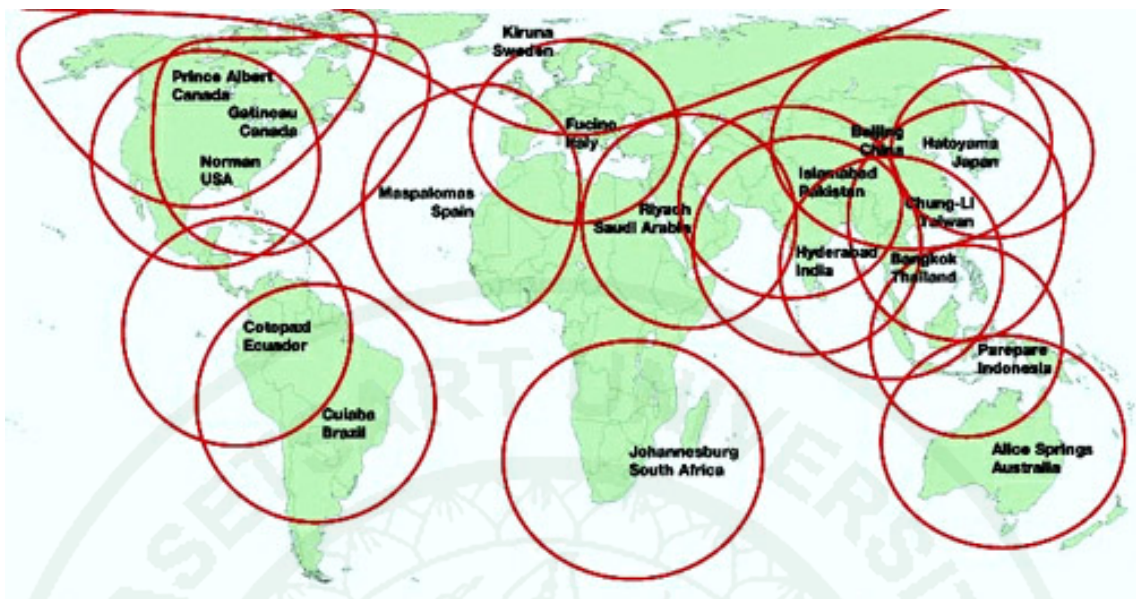 Kiruna
Sweden
Prince Albert
Canada
Gatineau
Canada
Norman
USA
Fucino
Italy
Maspalomas
Spain
Riyadh
Saudi Arabia
Beijing
China
Hatoyama
Japan
Islamabad
Pakistan
Chung-Li
Taiwan
Hyderabad
India
Bangkok
Thailand
Cotopaxi
Ecuador
Cuiaba
Brazil
Parepare
Indonesia
Johannesburg
South Africa
Alice Springs
Australia